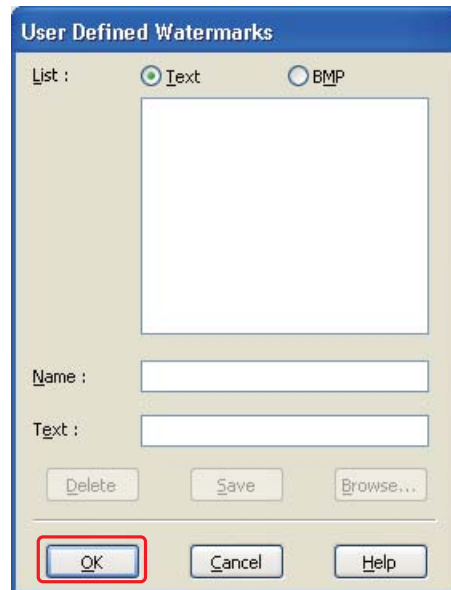 User Defined Watermarks
List : Text BMP
Name :
Text :
Delete Save Browse...
OK Cancel Help